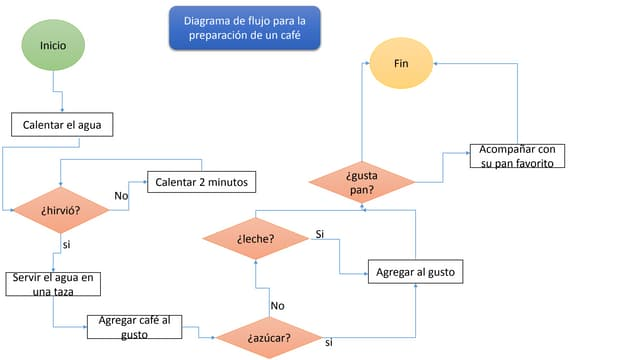 Diagrama de flujo para la
preparación de un café
Inicio
Fin
Calentar el agua
Acompañar con
su pan favorito
¿gusta
pan?
Calentar 2 minutos
No
¿hirvió?
Si
¿leche?
si
Agregar al gusto
Servir el agua en
una taza
No
Agregar café al
gusto
¿azúcar?
si